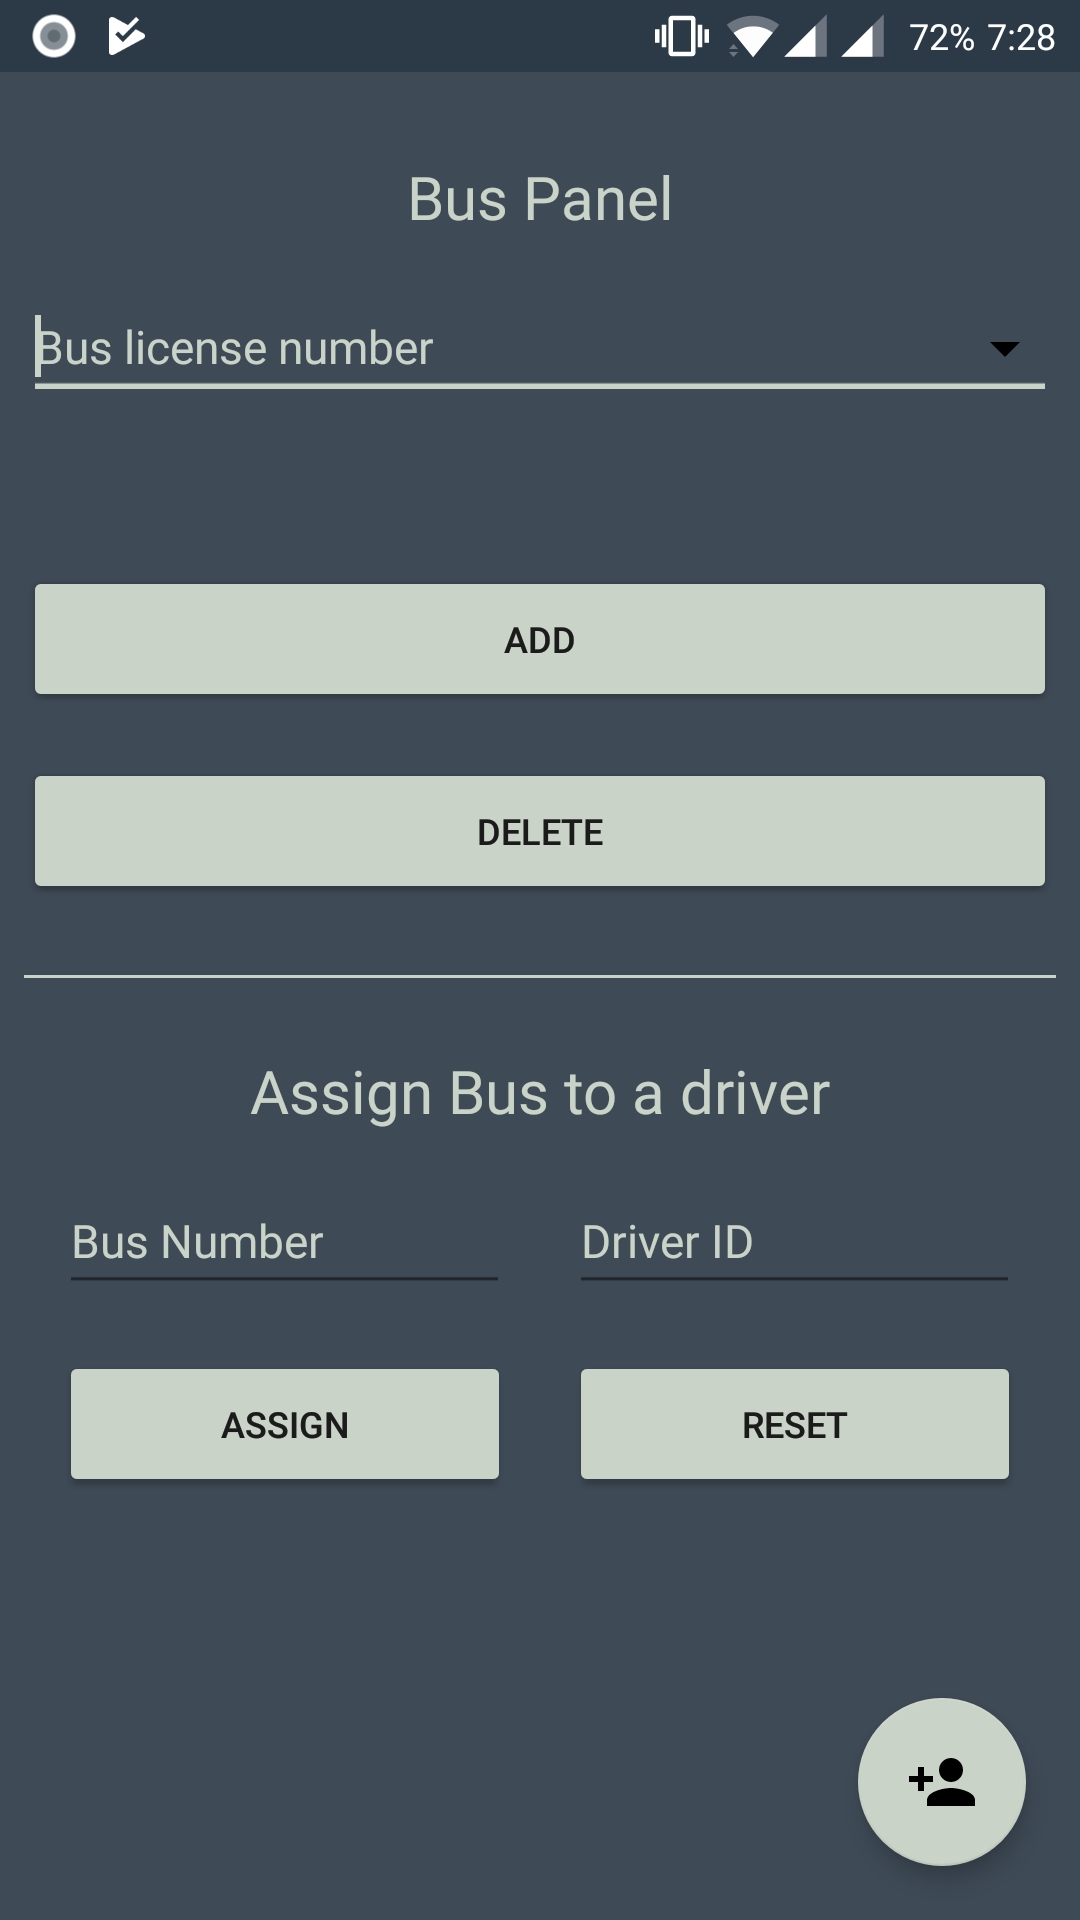 72% 7:28
Bus Panel
Bus license number
ADD
DELETE
Assign Bus to a driver
Bus Number Driver ID
ASSIGN RESET